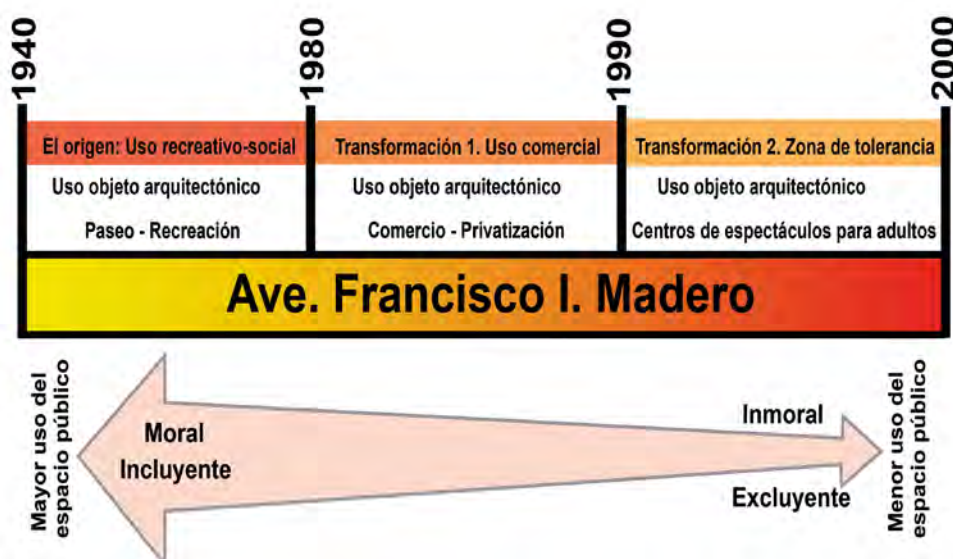 1940
1980
1990
2000
El origen: Uso recreativo-social
Transformación 1. Uso comercial
Transformación 2. Zona de tolerancia
Uso objeto arquitectónico
Uso objeto arquitectónico
Uso objeto arquitectónico
Paseo - Recreación
Comercio - Privatización
Centros de espectáculos para adultos
Ave. Francisco I. Madero
Mayor uso del
espacio público
Moral
Incluyente
Inmoral
Excluyente
Menor uso del
espacio público